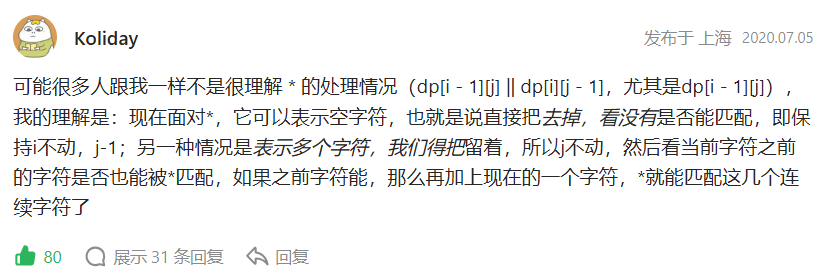 Koliday
发布于 上海 2020.07.05
可能很多人跟我一样不是很理解 * 的处理情况（dp[i - 1][j] || dp[i][j - 1]，尤其是dp[i - 1][j]），
我的理解是：现在面对*，它可以表示空字符，也就是说直接把去掉，看没有是否能匹配，即保
持i不动，j-1；另一种情况是表示多个字符，我们得把留着，所以j不动，然后看当前字符之前
的字符是否也能被*匹配，如果之前字符能，那么再加上现在的一个字符，*就能匹配这几个连
续字符了
80 展示 31 条回复 回复